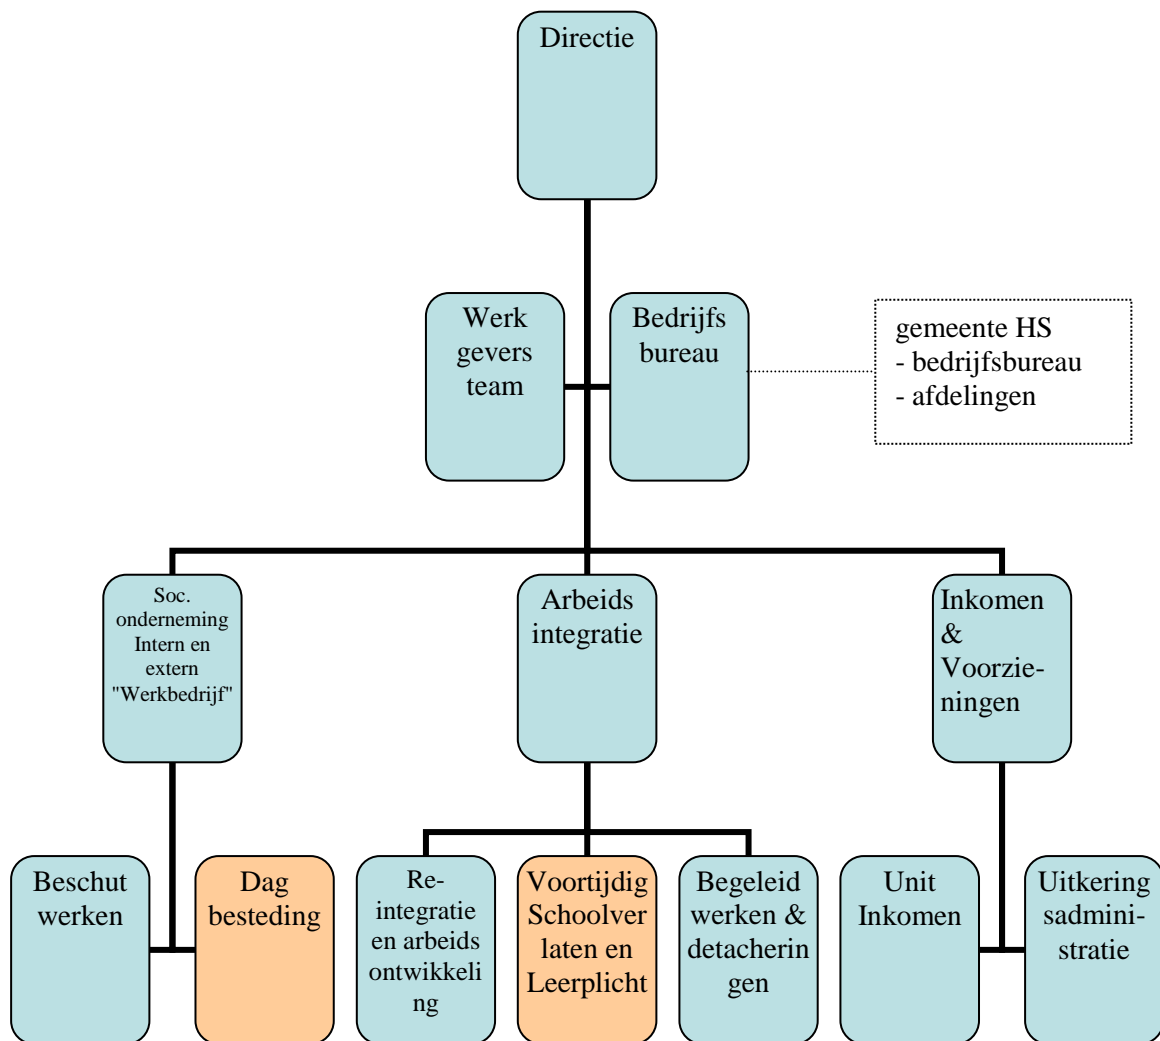 Directie
Werk
gevers
team
Bedrijfs
bureau
gemeente HS
- bedrijfsbureau
- afdelingen
Soc.
onderneming
Intern en
extern
"Werkbedrijf"
Arbeids
integratie
Inkomen
&
Voorzie-
ningen
Beschut
werken
Dag
besteding
Re-
integratie
en arbeids
ontwikkeli
ng
Voortijdig
Schoolver
laten en
Leerplicht
Begeleid
werken &
detacherin
gen
Unit
Inkomen
Uitkering
sadmini-
stratie